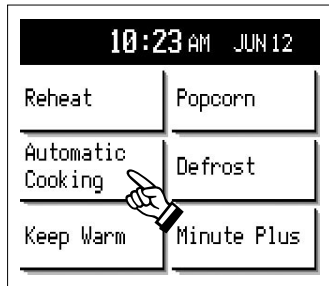 10:23 AM JUN 12
Reheat
Popcorn
Automatic
Cooking
Defrost
Keep Warm
Minute Plus